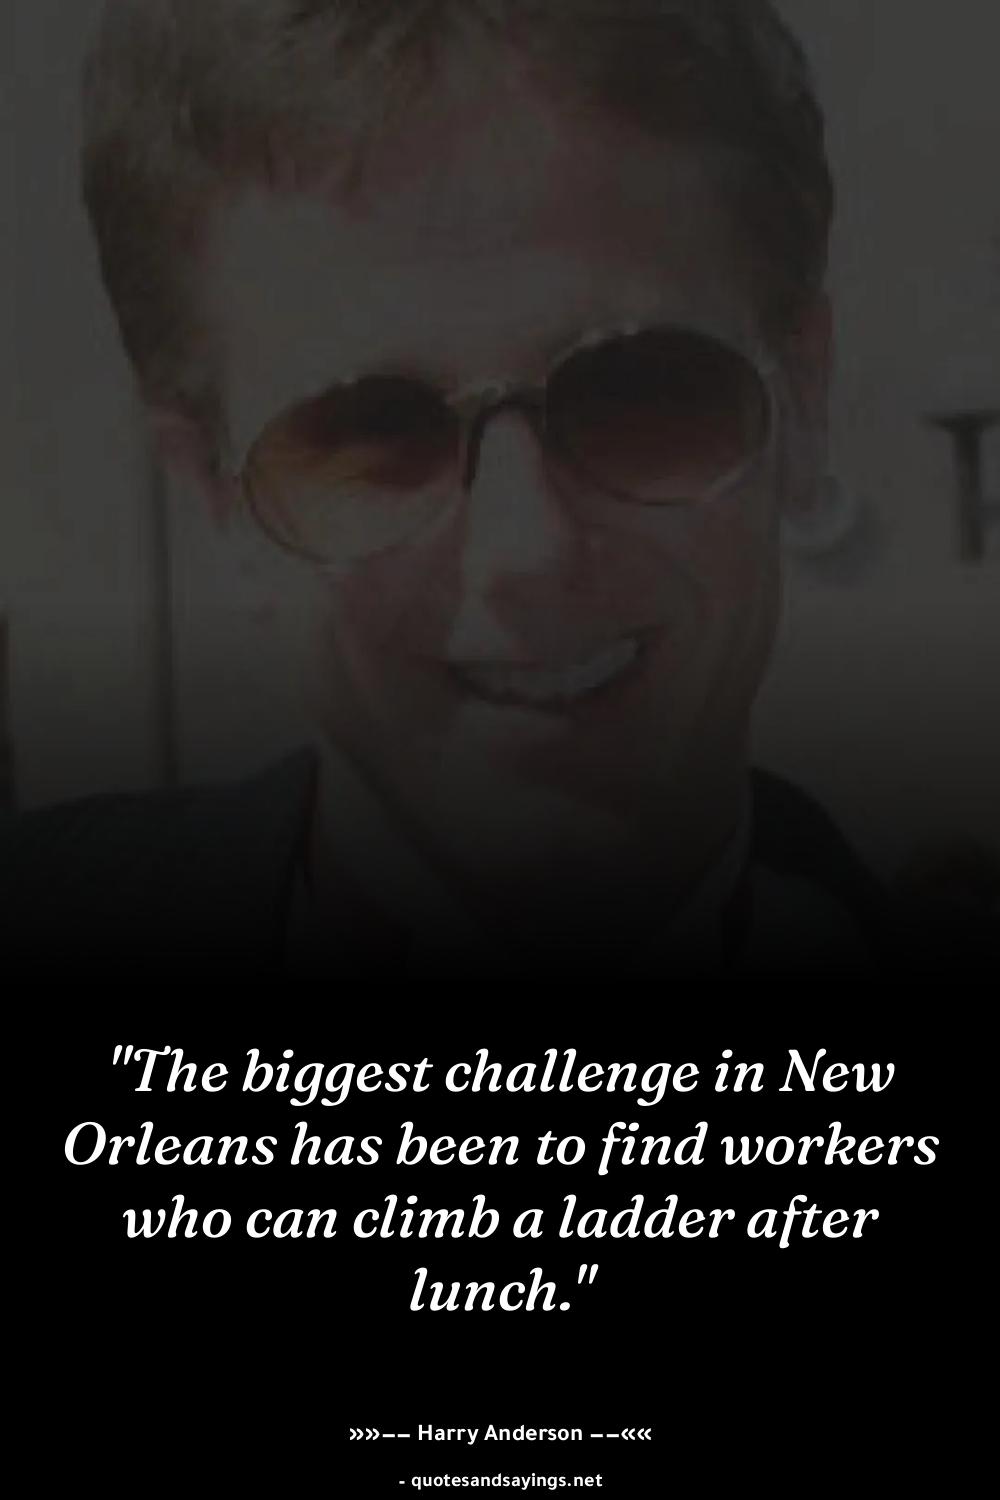 "The biggest challenge in New
Orleans has been to find workers
who can climb a ladder after
lunch."
»»−− Harry Anderson −−««
- quotesandsayings.net